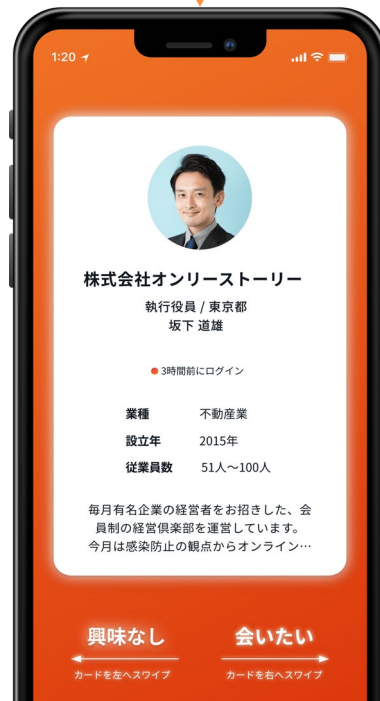 1:20
株式会社オンリーストーリー
執行役員 / 東京都
坂下 道雄
3時間前にログイン
業種 不動産業
設立年 2015年
従業員数 51人〜100人
毎月有名企業の経営者をお招きした、会
員制の経営倶楽部を運営しています。
今月は感染防止の観点からオンライン…
興味なし 会いたい
カードを左へスワイプ カードを右へスワイプ